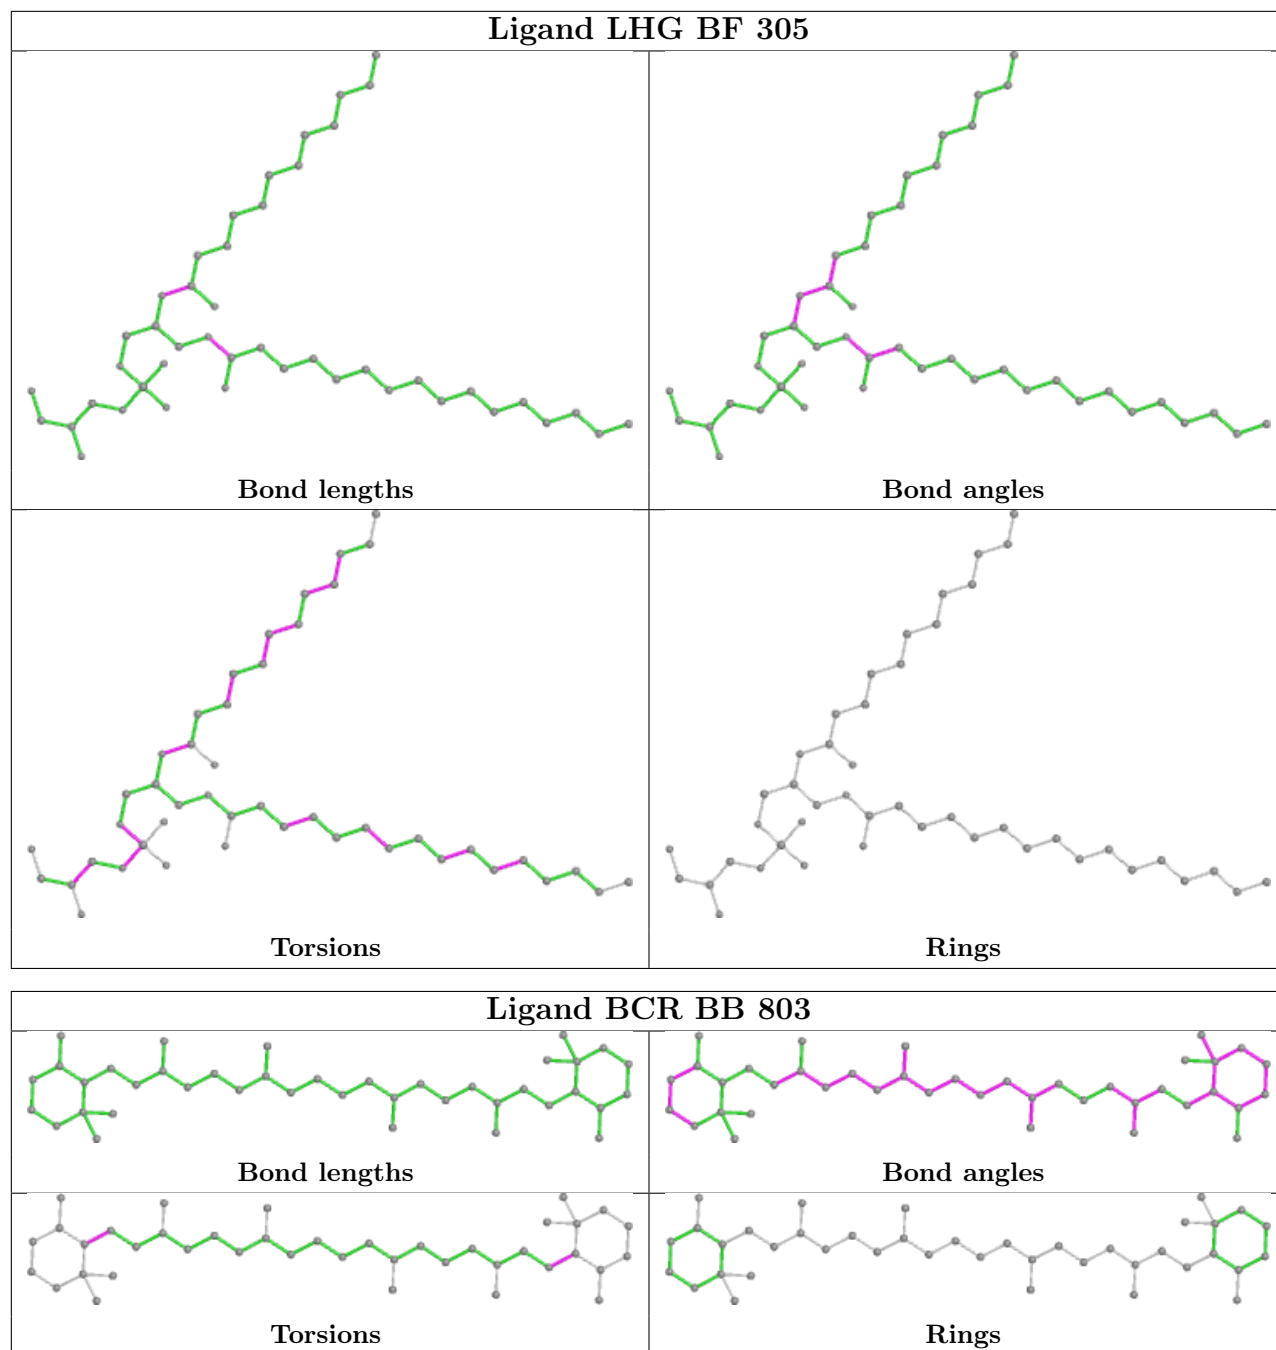 Ligand LHG BF 305
Bond lengths
Bond angles
Torsions
Rings
Ligand BCR BB 803
Bond lengths
Bond angles
Torsions
Rings